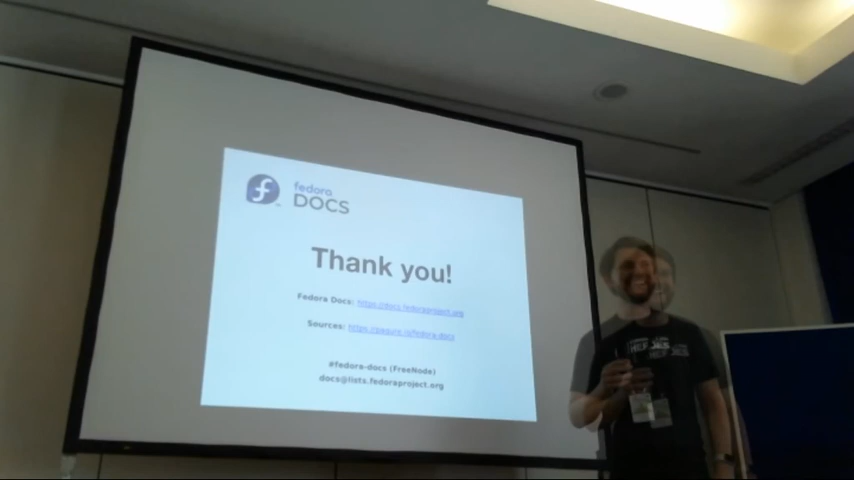 fedora
DOCS
Thank you!
Fedora Docs: https://docs.fedoraproject.org
Sources: https://pagure.io/fedora-docs
#fedora-docs (FreeNode)
docs@lists.fedoraproject.org